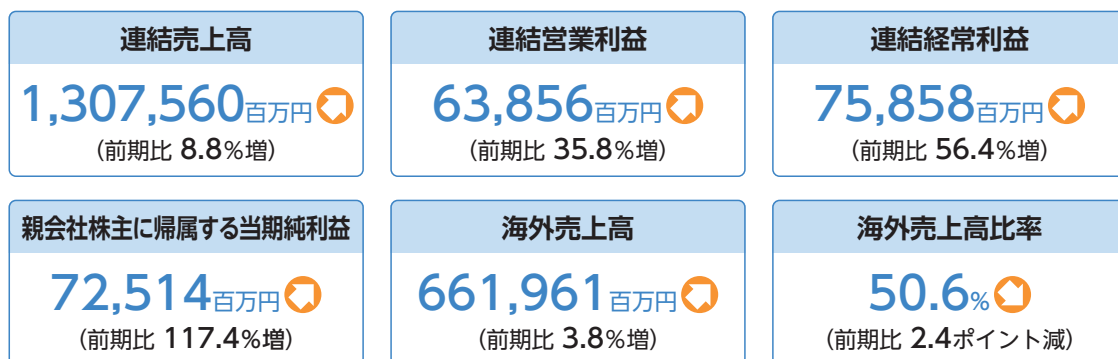 連結売上高
1,307,560百万円
(前期比 8.8%増)
連結営業利益
63,856百万円
(前期比 35.8%増)
連結経常利益
75,858百万円
(前期比 56.4%増)
親会社株主に帰属する当期純利益
72,514百万円
(前期比 117.4%増)
海外売上高
661,961百万円
(前期比 3.8%増)
海外売上高比率
50.6%
(前期比 2.4ポイント減)